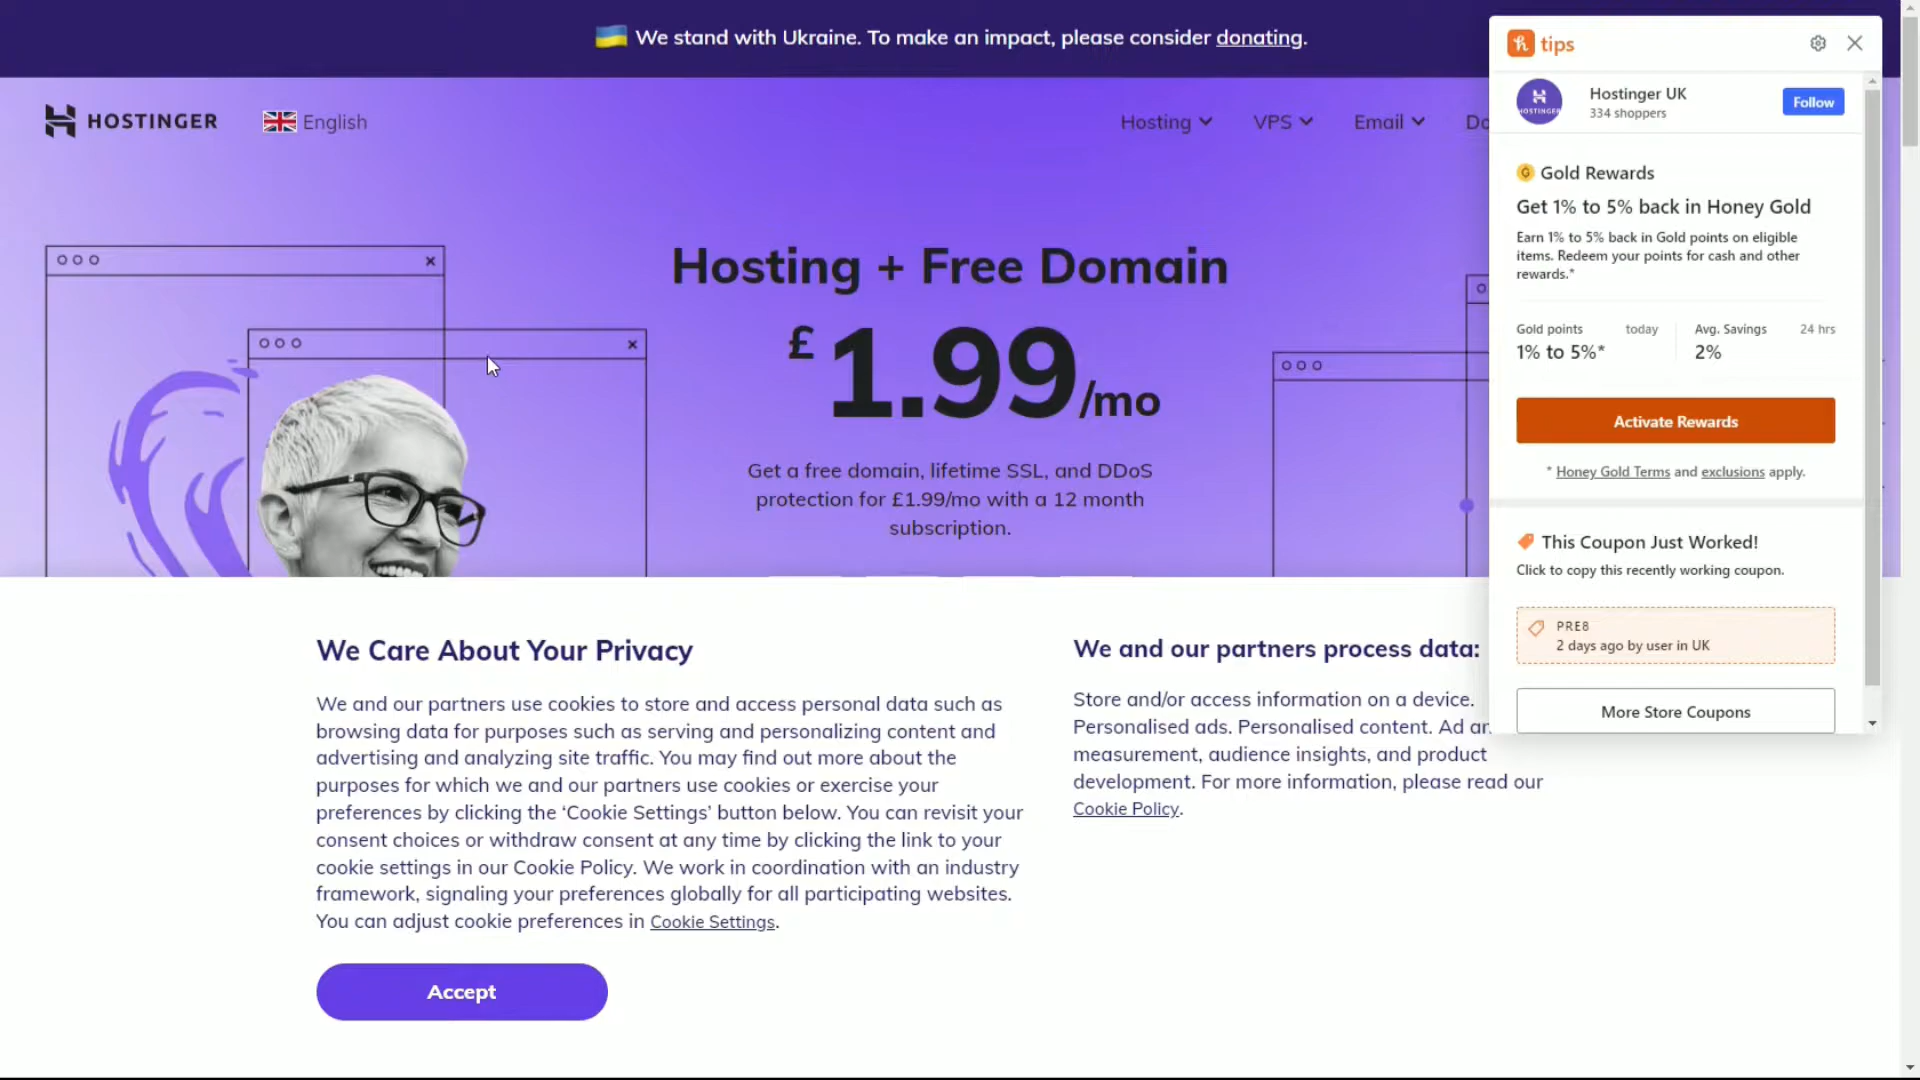 We stand with Ukraine. To make an impact, please consider donating.
HOSTINGER
English
Hosting
VPS
Email
Hosting + Free Domain
£1.99/mo
Get a free domain, lifetime SSL, and DDoS
protection for £1.99/mo with a 12 month
subscription.
tips
HOSTINGER
Hostinger UK
334 shoppers
Follow
Gold Rewards
Get 1% to 5% back in Honey Gold
Earn 1% to 5% back in Gold points on eligible
items. Redeem your points for cash and other
rewards.*
Gold points today
1% to 5%*
Avg. Savings 24 hrs
2%
Activate Rewards
* Honey Gold Terms and exclusions apply.
This Coupon Just Worked!
Click to copy this recently working coupon.
PRE8
2 days ago by user in UK
More Store Coupons
We Care About Your Privacy
We and our partners use cookies to store and access personal data such as
browsing data for purposes such as serving and personalizing content and
advertising and analyzing site traffic. You may find out more about the
purposes for which we and our partners use cookies or exercise your
preferences by clicking the ‘Cookie Settings’ button below. You can revisit your
consent choices or withdraw consent at any time by clicking the link to your
cookie settings in our Cookie Policy. We work in coordination with an industry
framework, signaling your preferences globally for all participating websites.
You can adjust cookie preferences in Cookie Settings.
Accept
We and our partners process data:
Store and/or access information on a device.
Personalised ads. Personalised content. Ad
measurement, audience insights, and product
development. For more information, please read our
Cookie Policy.